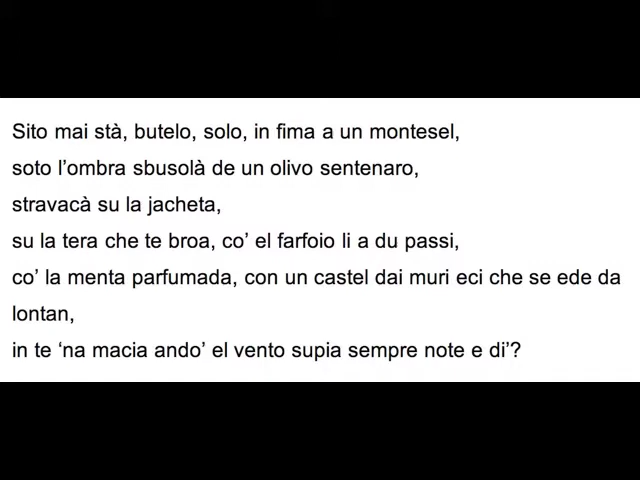 Sito mai stà, butelo, solo, in fima a un montesel,
soto l’ombra sbusolà de un olivo sentenaro,
stravacà su la jacheta,
su la tera che te broa, co’ el farfoio li a du passi,
co’ la menta parfumada, con un castel dai muri eci che se ede da
lontan,
in te ‘na macia ando’ el vento supia sempre note e di’?